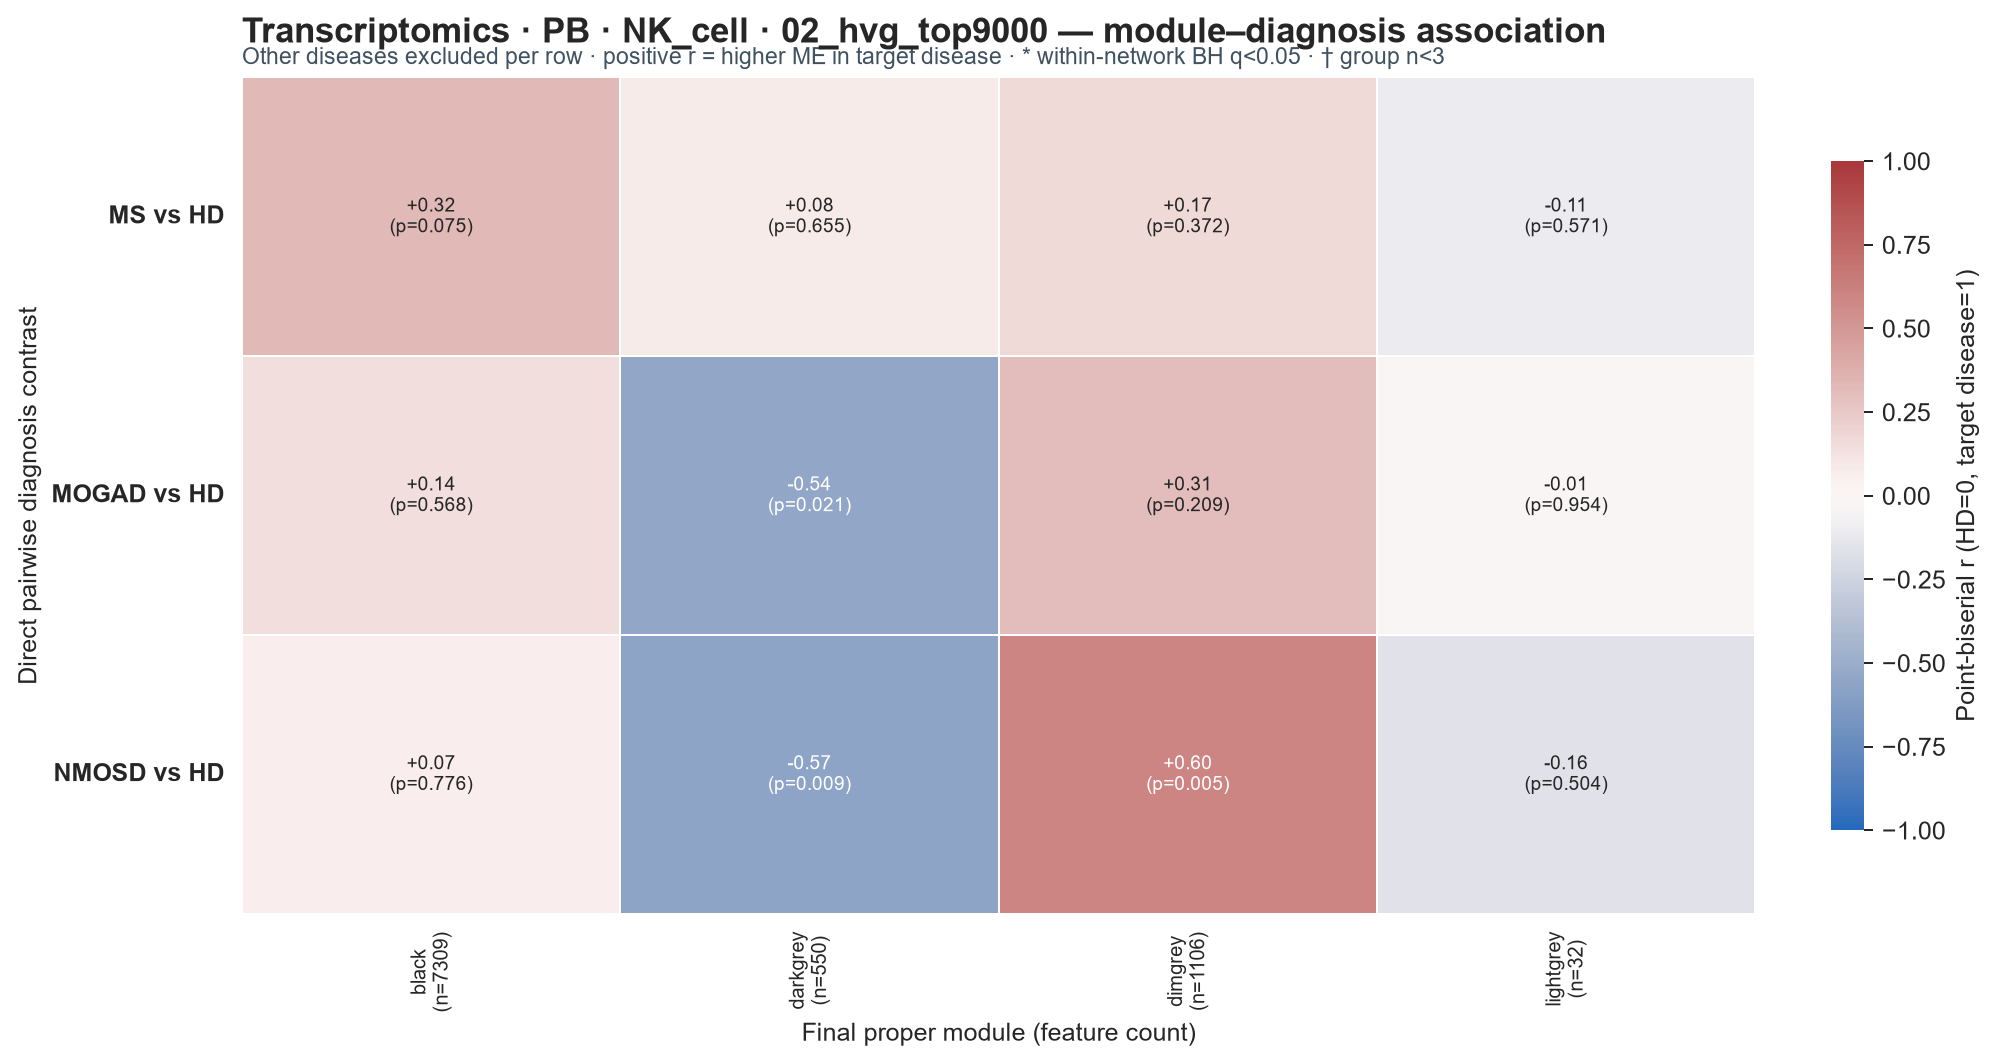 Transcriptomics · PB · NK_cell · 02_hvg_top9000 — module–diagnosis association
Other diseases excluded per row · positive r = higher ME in target disease · * within-network BH q<0.05 · † group n<3
Direct pairwise diagnosis contrast
MS vs HD
+0.32
(p=0.075)
+0.08
(p=0.655)
+0.17
(p=0.372)
-0.11
(p=0.571)
MOGAD vs HD
+0.14
(p=0.568)
-0.54
(p=0.021)
+0.31
(p=0.209)
-0.01
(p=0.954)
NMOSD vs HD
+0.07
(p=0.776)
-0.57
(p=0.009)
+0.60
(p=0.005)
-0.16
(p=0.504)
black
(n=7309)
darkgrey
(n=550)
dimgrey
(n=1106)
lightgrey
(n=32)
Final proper module (feature count)
1.00
0.75
0.50
0.25
0.00
−0.25
−0.50
−0.75
−1.00
Point-biserial r (HD=0, target disease=1)